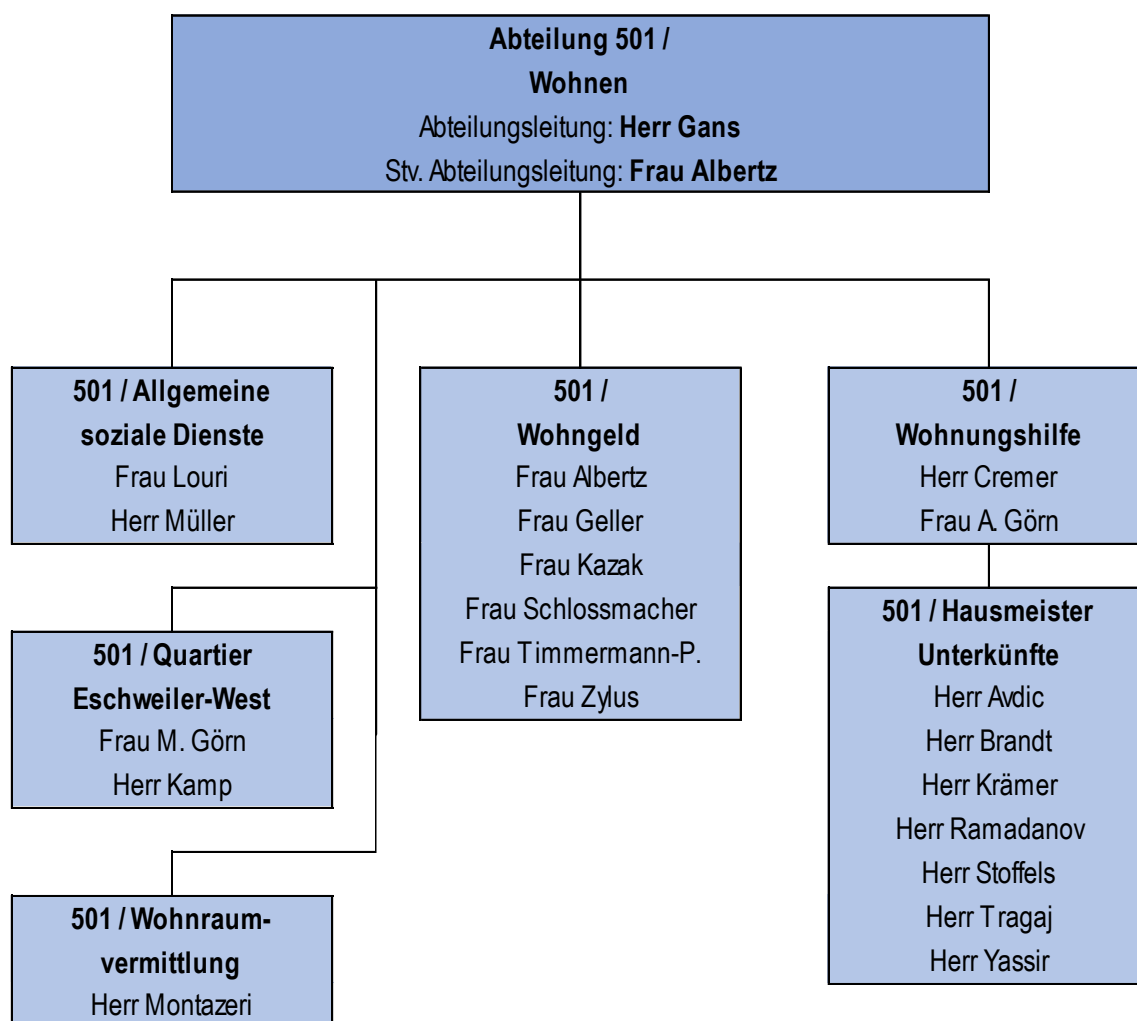 Abteilung 501 /
Wohnen
Abteilungsleitung: Herr Gans
Stv. Abteilungsleitung: Frau Albertz
501 / Allgemeine
soziale Dienste
Frau Louri
Herr Müller
501 / Quartier
Eschweiler-West
Frau M. Görn
Herr Kamp
501 / Wohnraum-
vermittlung
Herr Montazeri
501 /
Wohngeld
Frau Albertz
Frau Geller
Frau Kazak
Frau Schlossmacher
Frau Timmermann-P.
Frau Zylus
501 /
Wohnungshilfe
Herr Cremer
Frau A. Görn
501 / Hausmeister
Unterkünfte
Herr Avdic
Herr Brandt
Herr Krämer
Herr Ramadanov
Herr Stoffels
Herr Tragaj
Herr Yassir